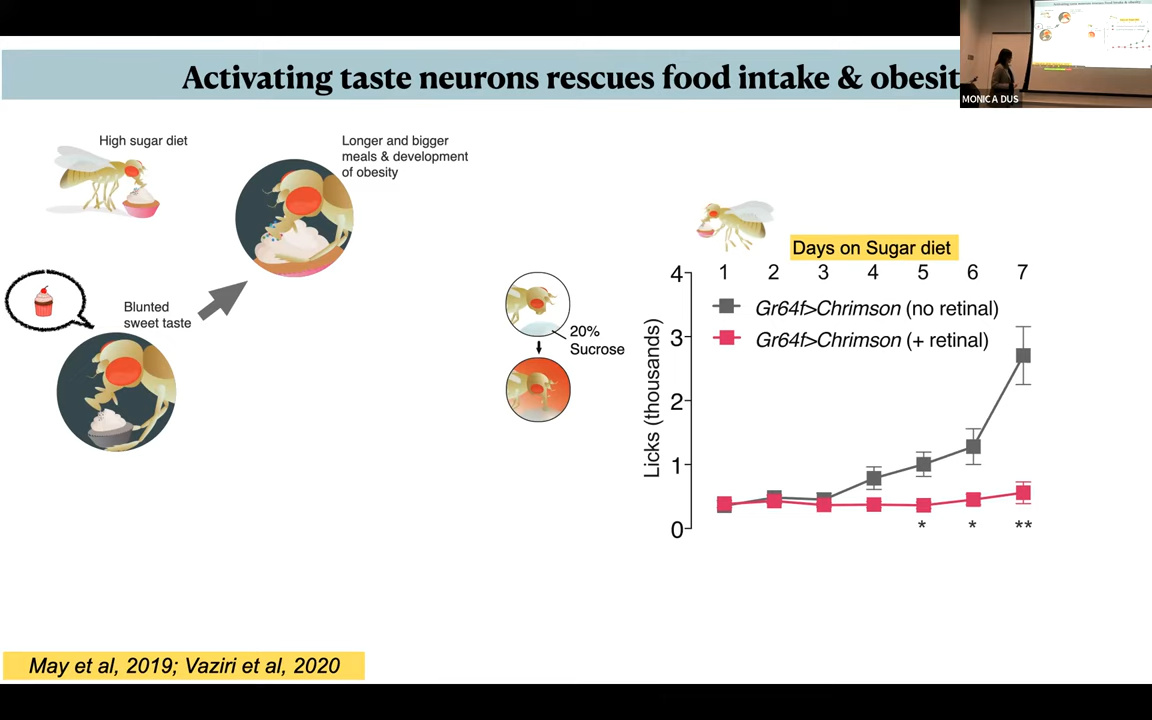 Activating taste neurons rescues food intake & obesit
MONICA DUS
High sugar diet
Longer and bigger
meals & development
of obesity
Blunted
sweet taste
20%
Sucrose
Days on Sugar diet
1 2 3 4 5 6 7
Gr64f>Chrimson (no retinal)
Gr64f>Chrimson (+ retinal)
Licks (thousands)
4
3
2
1
0
* * **
May et al, 2019; Vaziri et al, 2020